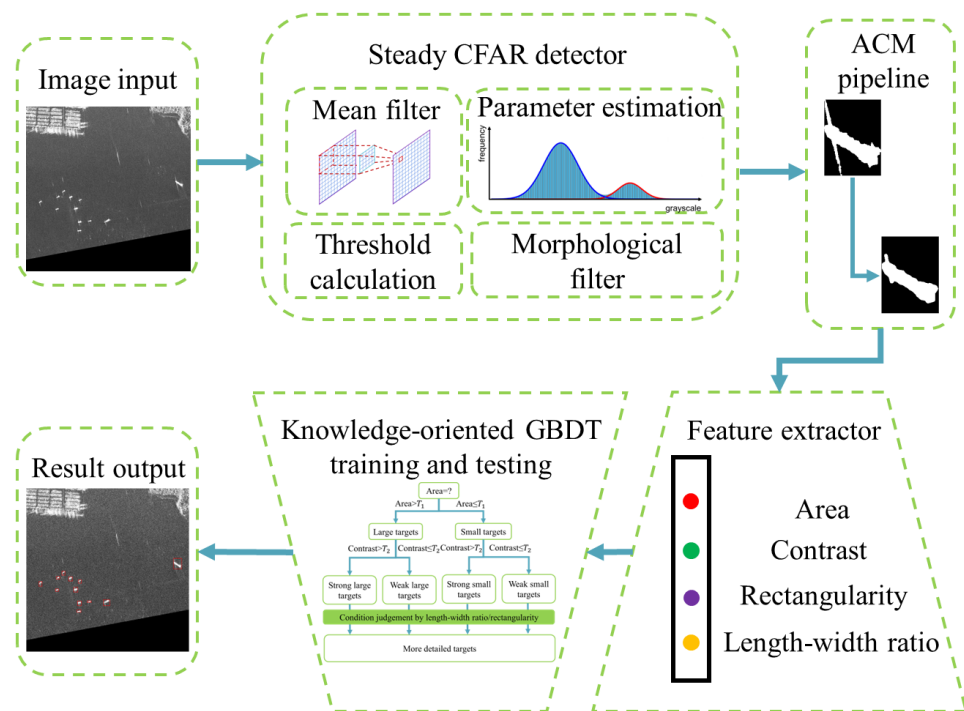 Image input
Steady CFAR detector
Mean filter
Parameter estimation
frequency
grayscale
Threshold
calculation
Morphological
filter
ACM
pipeline
Feature extractor
Area
Contrast
Rectangularity
Length-width ratio
Knowledge-oriented GBDT
training and testing
Area=?
Area>T1 Area≤T1
Large targets Small targets
Contrast>T2 Contrast≤T2 Contrast>T2 Contrast≤T2
Strong large
targets
Weak large
targets
Strong small
targets
Weak small
targets
Condition judgement by length-width ratio/rectangularity
More detailed targets
Result output